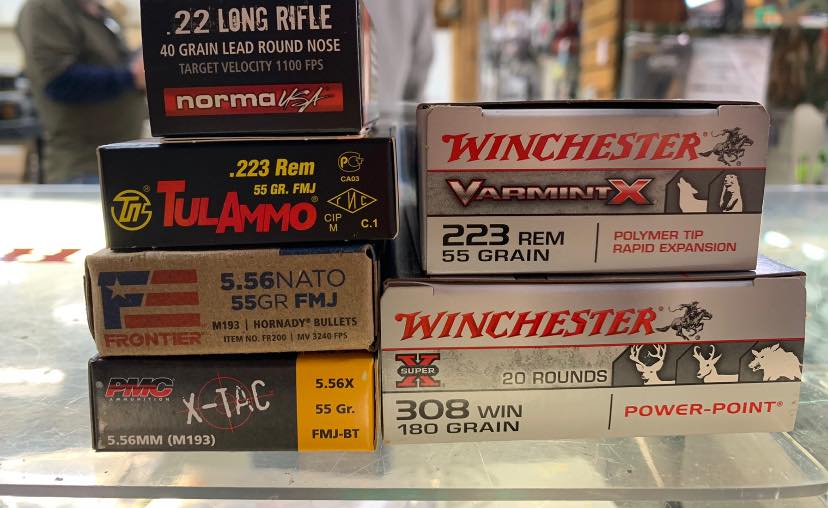 .22 LONG RIFLE
40 GRAIN LEAD ROUND NOSE
TARGET VELOCITY 1100 FPS
norma USA
.223 Rem
55 GR. FMJ
TulAmmo®
CA03
CIP
M
C.1
5.56NATO
55GR FMJ
M193 | HORNADY® BULLETS
ITEM NO. FR200 | MV 3240 FPS
FRONTIER
PMC
AMMUNITION
X-TAC
5.56MM (M193)
5.56X
55 Gr.
FMJ-BT
WINCHESTER
VARMINT X
223 REM
55 GRAIN
POLYMER TIP
RAPID EXPANSION
WINCHESTER
SUPER X
20 ROUNDS
308 WIN
180 GRAIN
POWER-POINT®